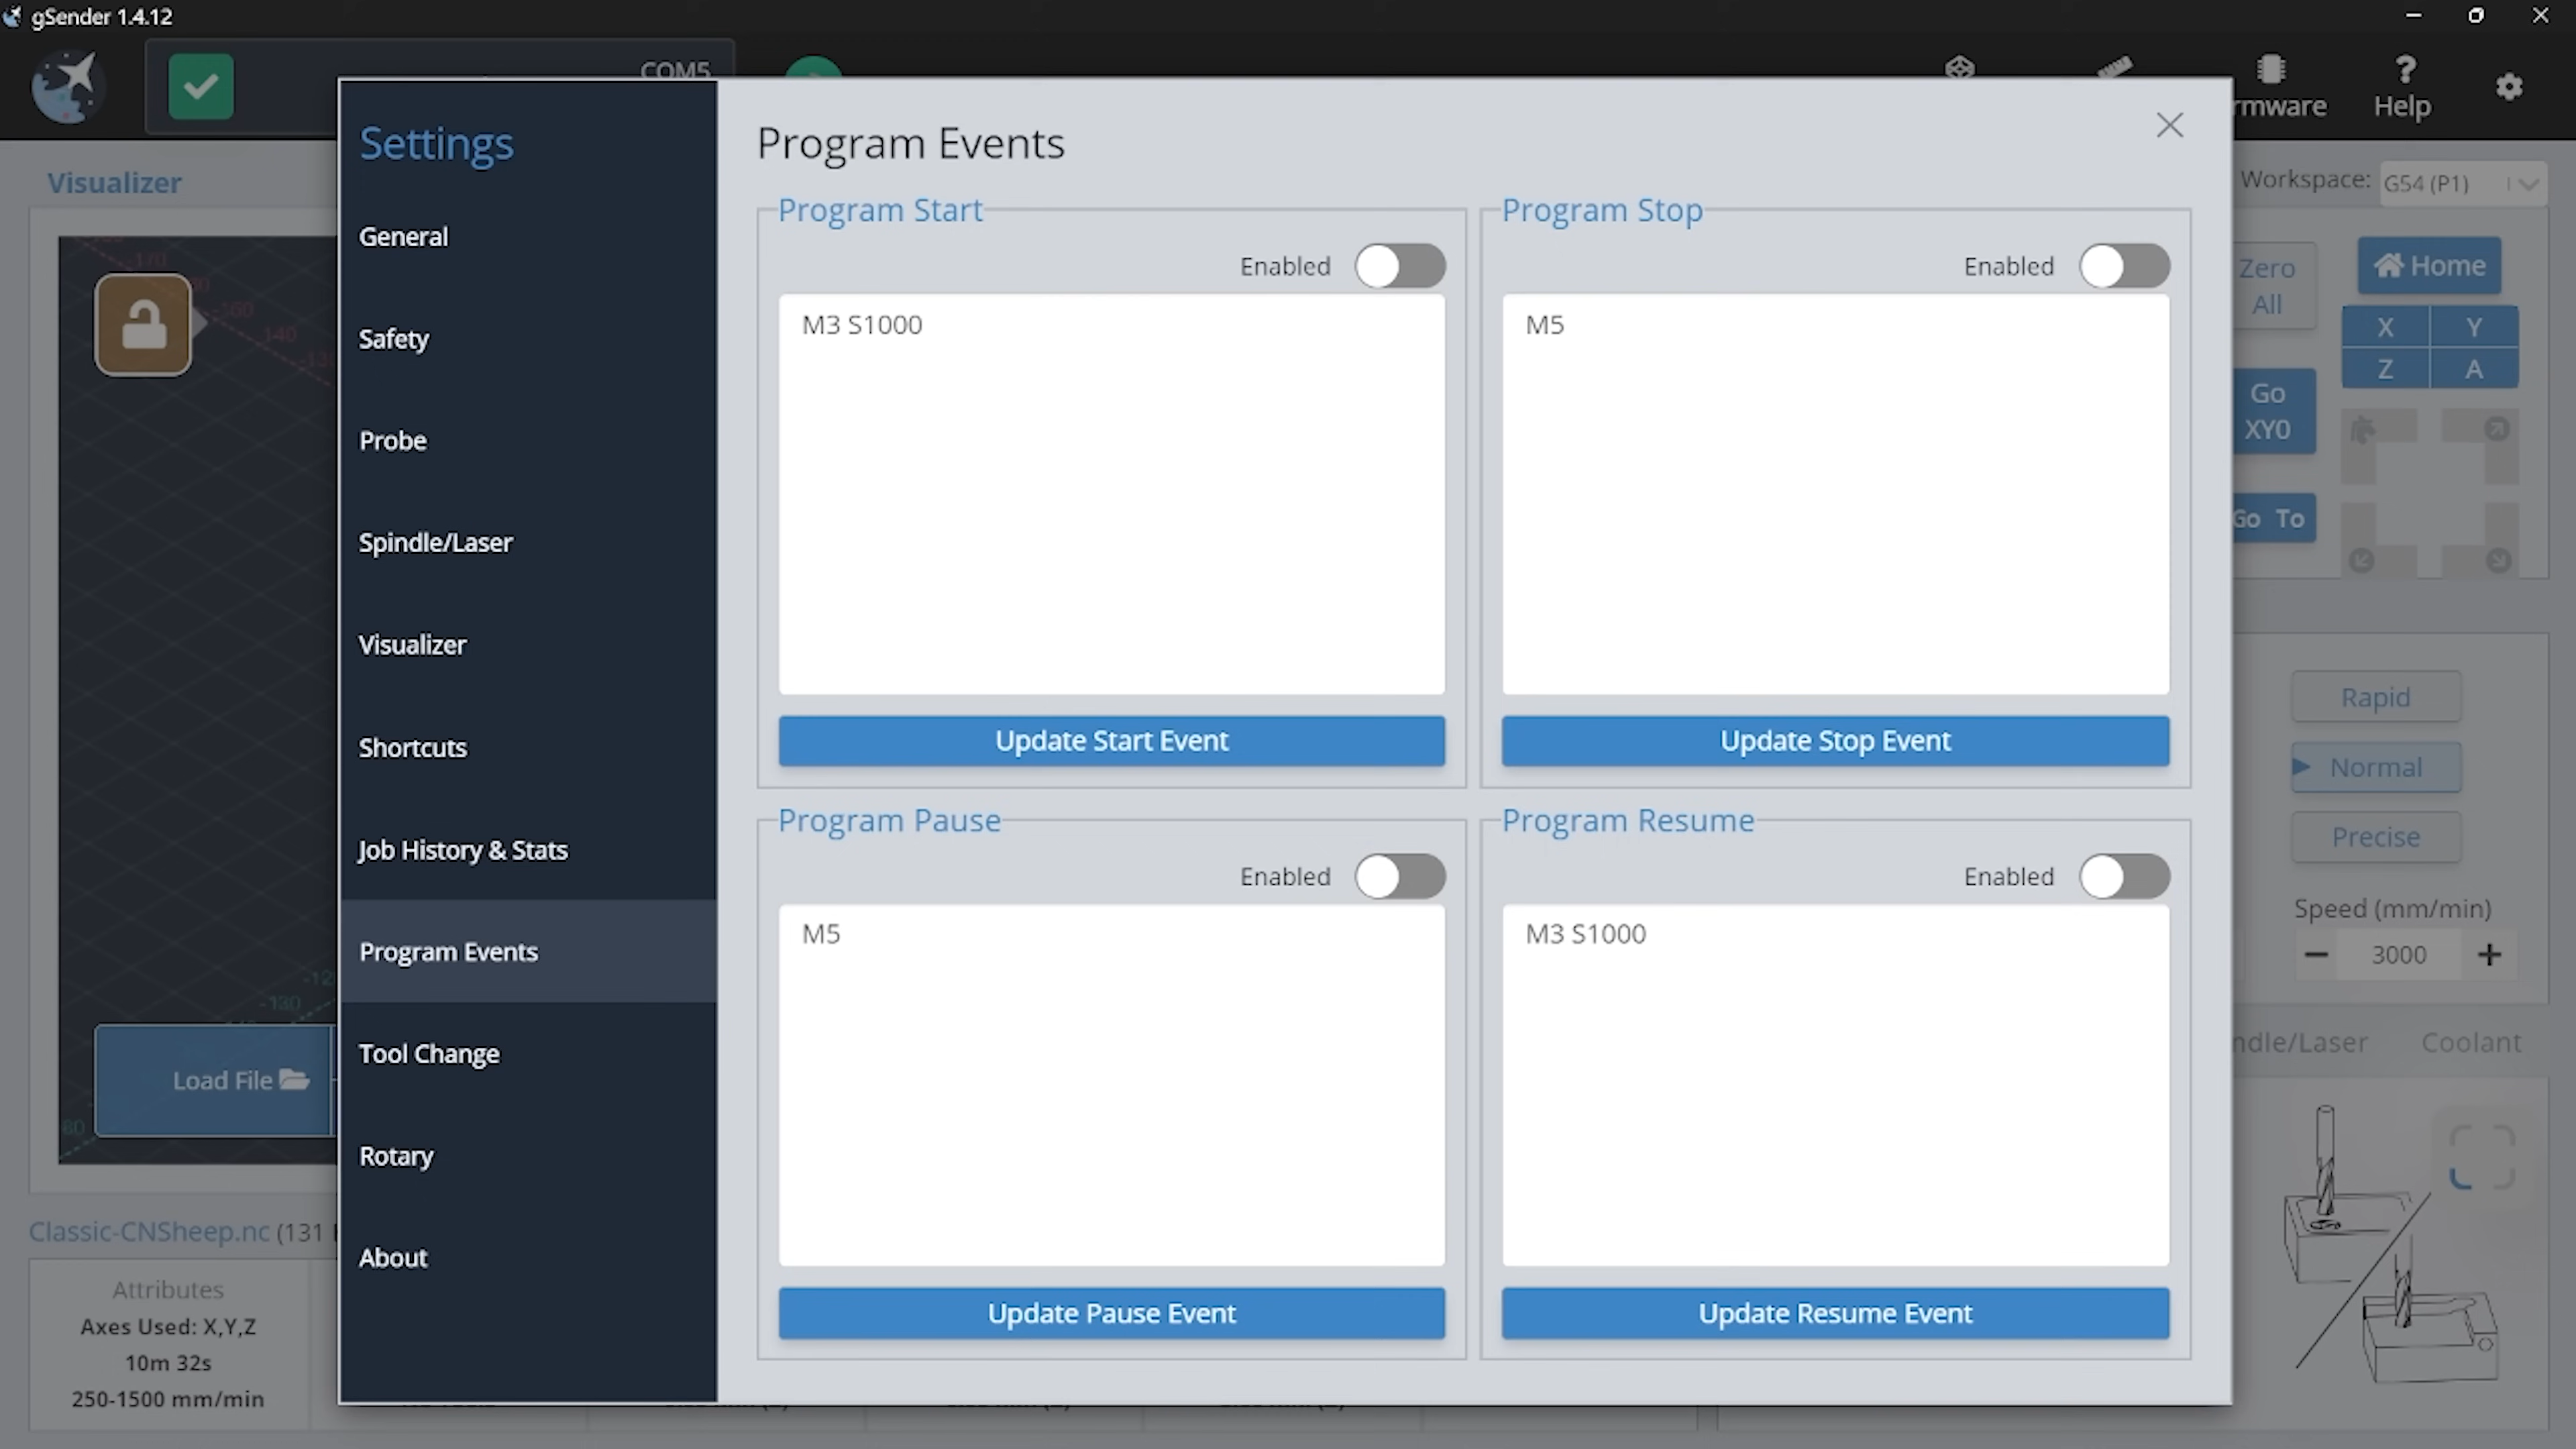 gSender 1.4.12
COM5
Help
Visualizer
Workspace: G54 (P1)
Settings
General
Safety
Probe
Spindle/Laser
Visualizer
Shortcuts
Job History & Stats
Program Events
Tool Change
Rotary
About
Program Events
Program Start
Enabled
M3 S1000
Update Start Event
Program Stop
Enabled
M5
Update Stop Event
Program Pause
Enabled
M5
Update Pause Event
Program Resume
Enabled
M3 S1000
Update Resume Event
Zero
All
Home
X Y
Z A
Go
XY0
Go To
Rapid
Normal
Precise
Speed (mm/min)
3000
ndle/Laser Coolant
-160
-140
-130
Load File
Classic-CNSheep.nc (131
Attributes
Axes Used: X,Y,Z
10m 32s
250-1500 mm/min